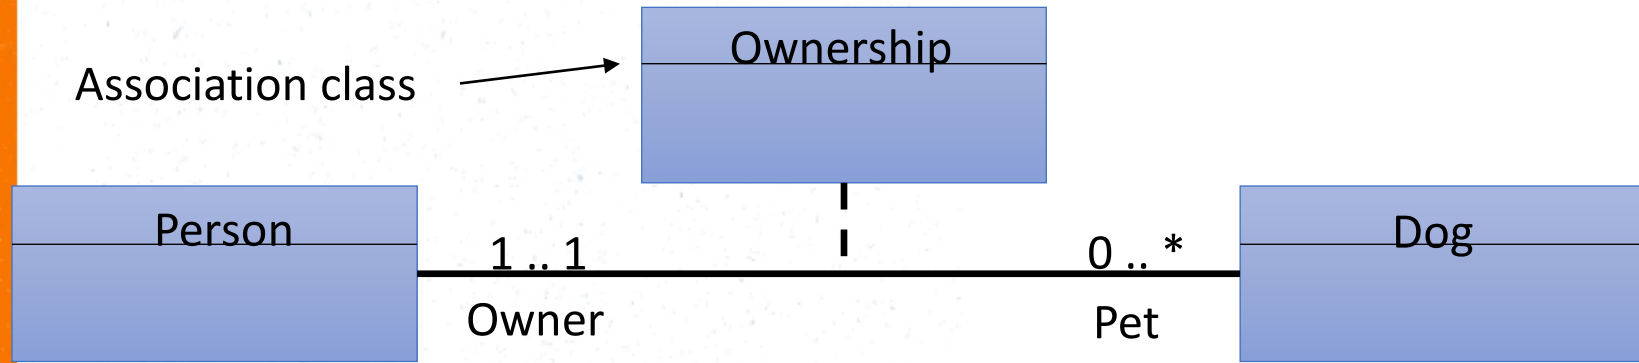 Ownership
Association class
Person
1 .. 1
0 .. *
Dog
Owner
Pet